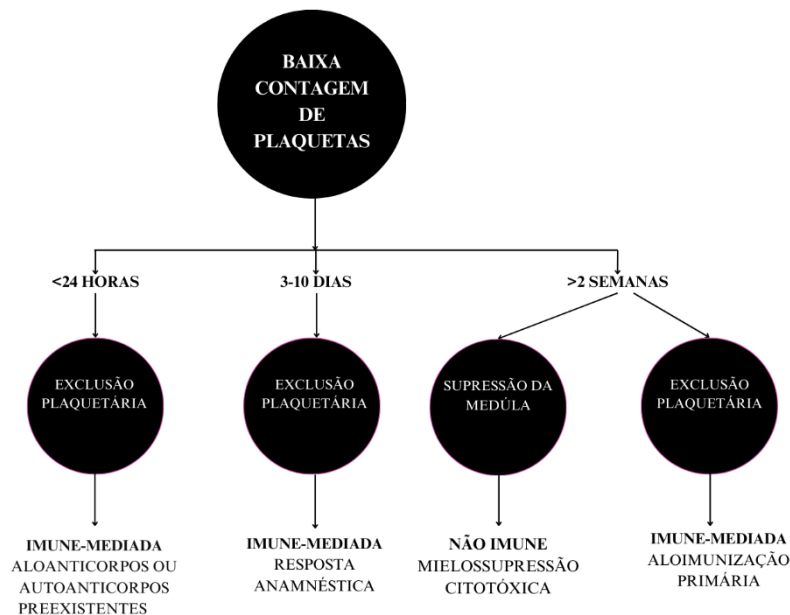 BAIXA
CONTAGEM
DE
PLAQUETAS
<24 HORAS
3-10 DIAS
>2 SEMANAS
EXCLUSÃO
PLAQUETÁRIA
EXCLUSÃO
PLAQUETÁRIA
SUPRESSÃO DA
MEDÚLA
EXCLUSÃO
PLAQUETÁRIA
IMUNE-MEDIADA
ALOANTICORPOS OU
AUTOANTICORPOS
PREEXISTENTES
IMUNE-MEDIADA
RESPOSTA
ANAMNÉSTICA
NÃO IMUNE
MIELOSSUPRESSÃO
CITOTÓXICA
IMUNE-MEDIADA
ALOIMUNIZAÇÃO
PRIMÁRIA